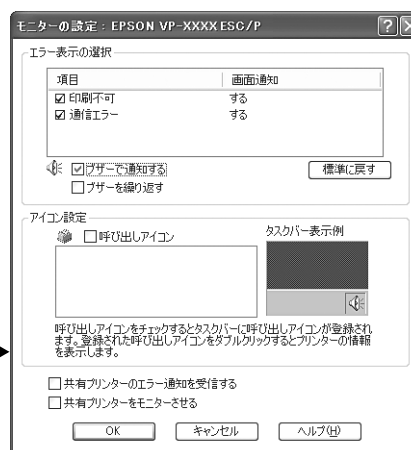 モニターの設定：EPSON VP-XXXX ESC/P
エラー表示の選択
項目 画面通知
印刷不可 する
通信エラー する
ブザーで通知する 標準に戻す
ブザーを繰り返す
アイコン設定 タスクバー表示例
呼び出しアイコン
呼び出しアイコンをチェックするとタスクバーに呼び出しアイコンが登録され
ます。登録された呼び出しアイコンをダブルクリックするとプリンターの情報
を表示します。
共有プリンターのエラー通知を受信する
共有プリンターをモニターさせる
OK キャンセル ヘルプ(H)